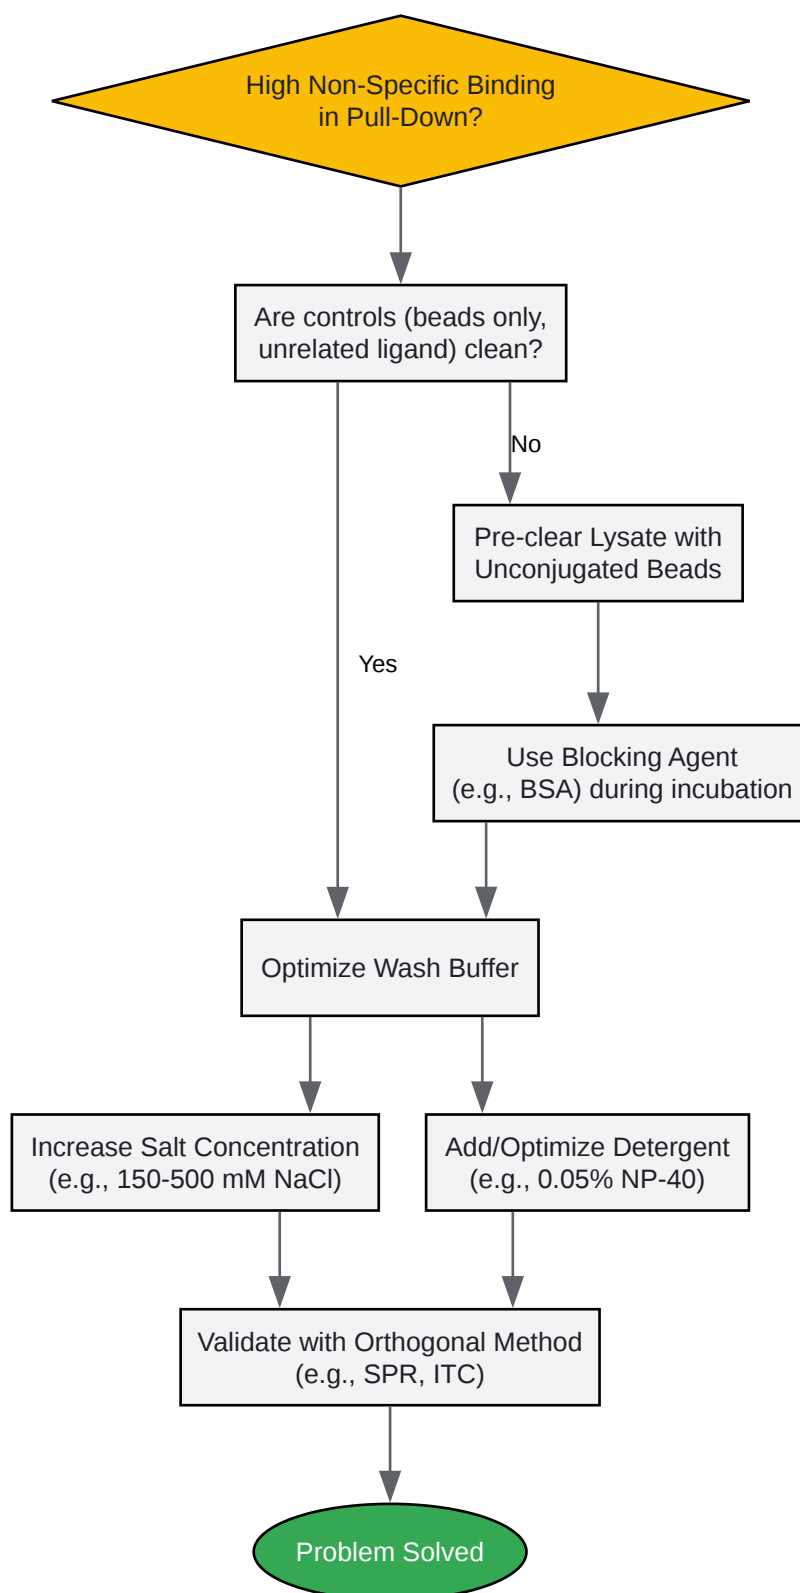 High Non-Specific Binding
in Pull-Down?
Are controls (beads only,
unrelated ligand) clean?
No
Pre-clear Lysate with
Unconjugated Beads
Yes
Use Blocking Agent
(e.g., BSA) during incubation
Optimize Wash Buffer
Increase Salt Concentration
(e.g., 150-500 mM NaCl)
Add/Optimize Detergent
(e.g., 0.05% NP-40)
Validate with Orthogonal Method
(e.g., SPR, ITC)
Problem Solved